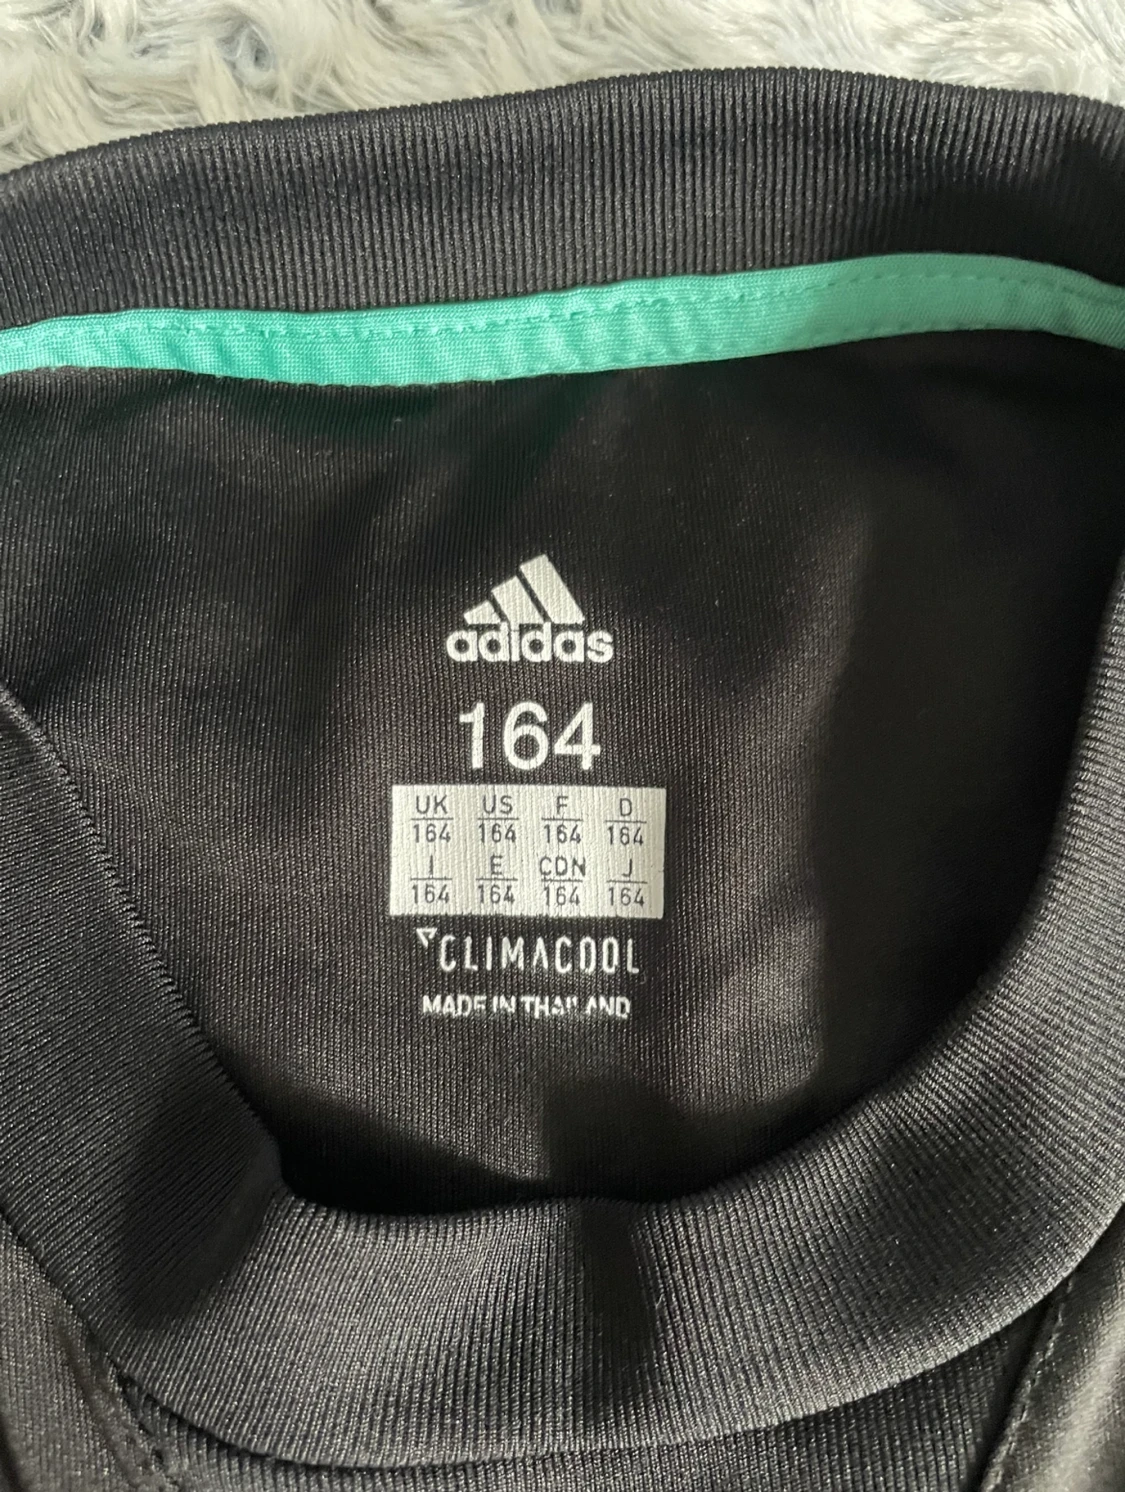 adidas
164
UK US F D
164 164 164 164
I E CDN J
164 164 164 164
CLIMACOOL
MADE IN THAILAND